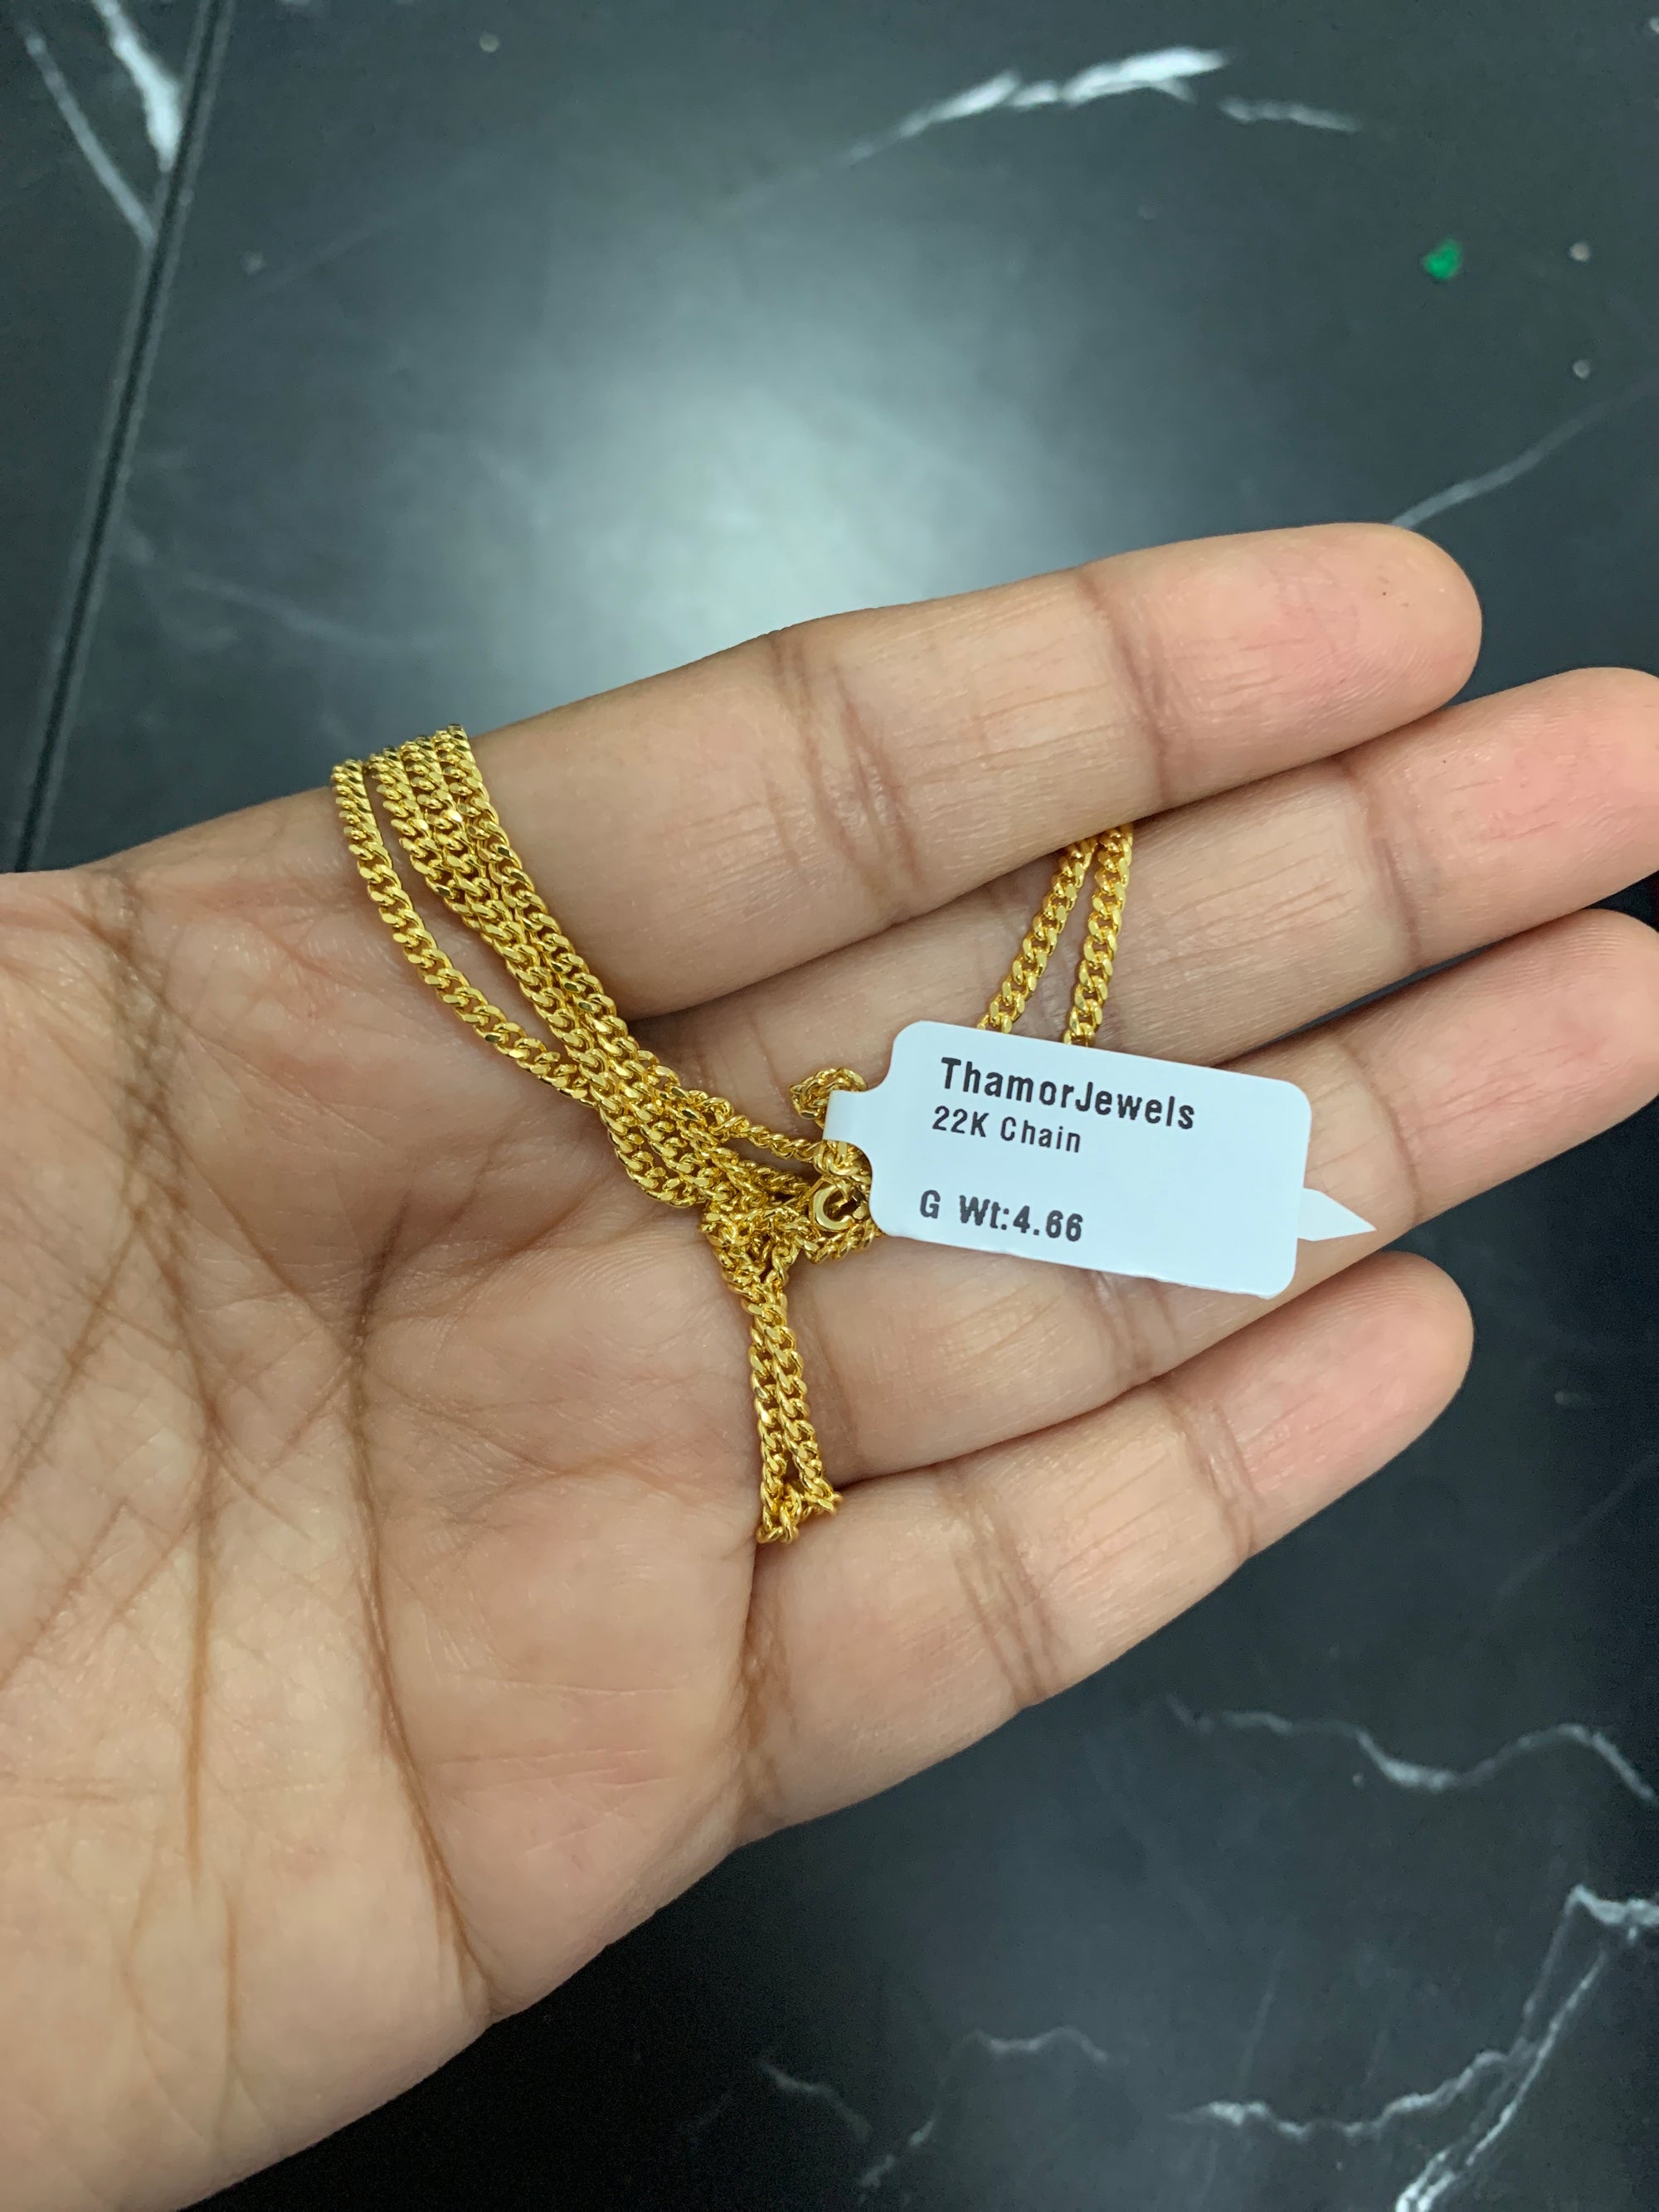 ThamorJewels
22K Chain
G Wt:4.66